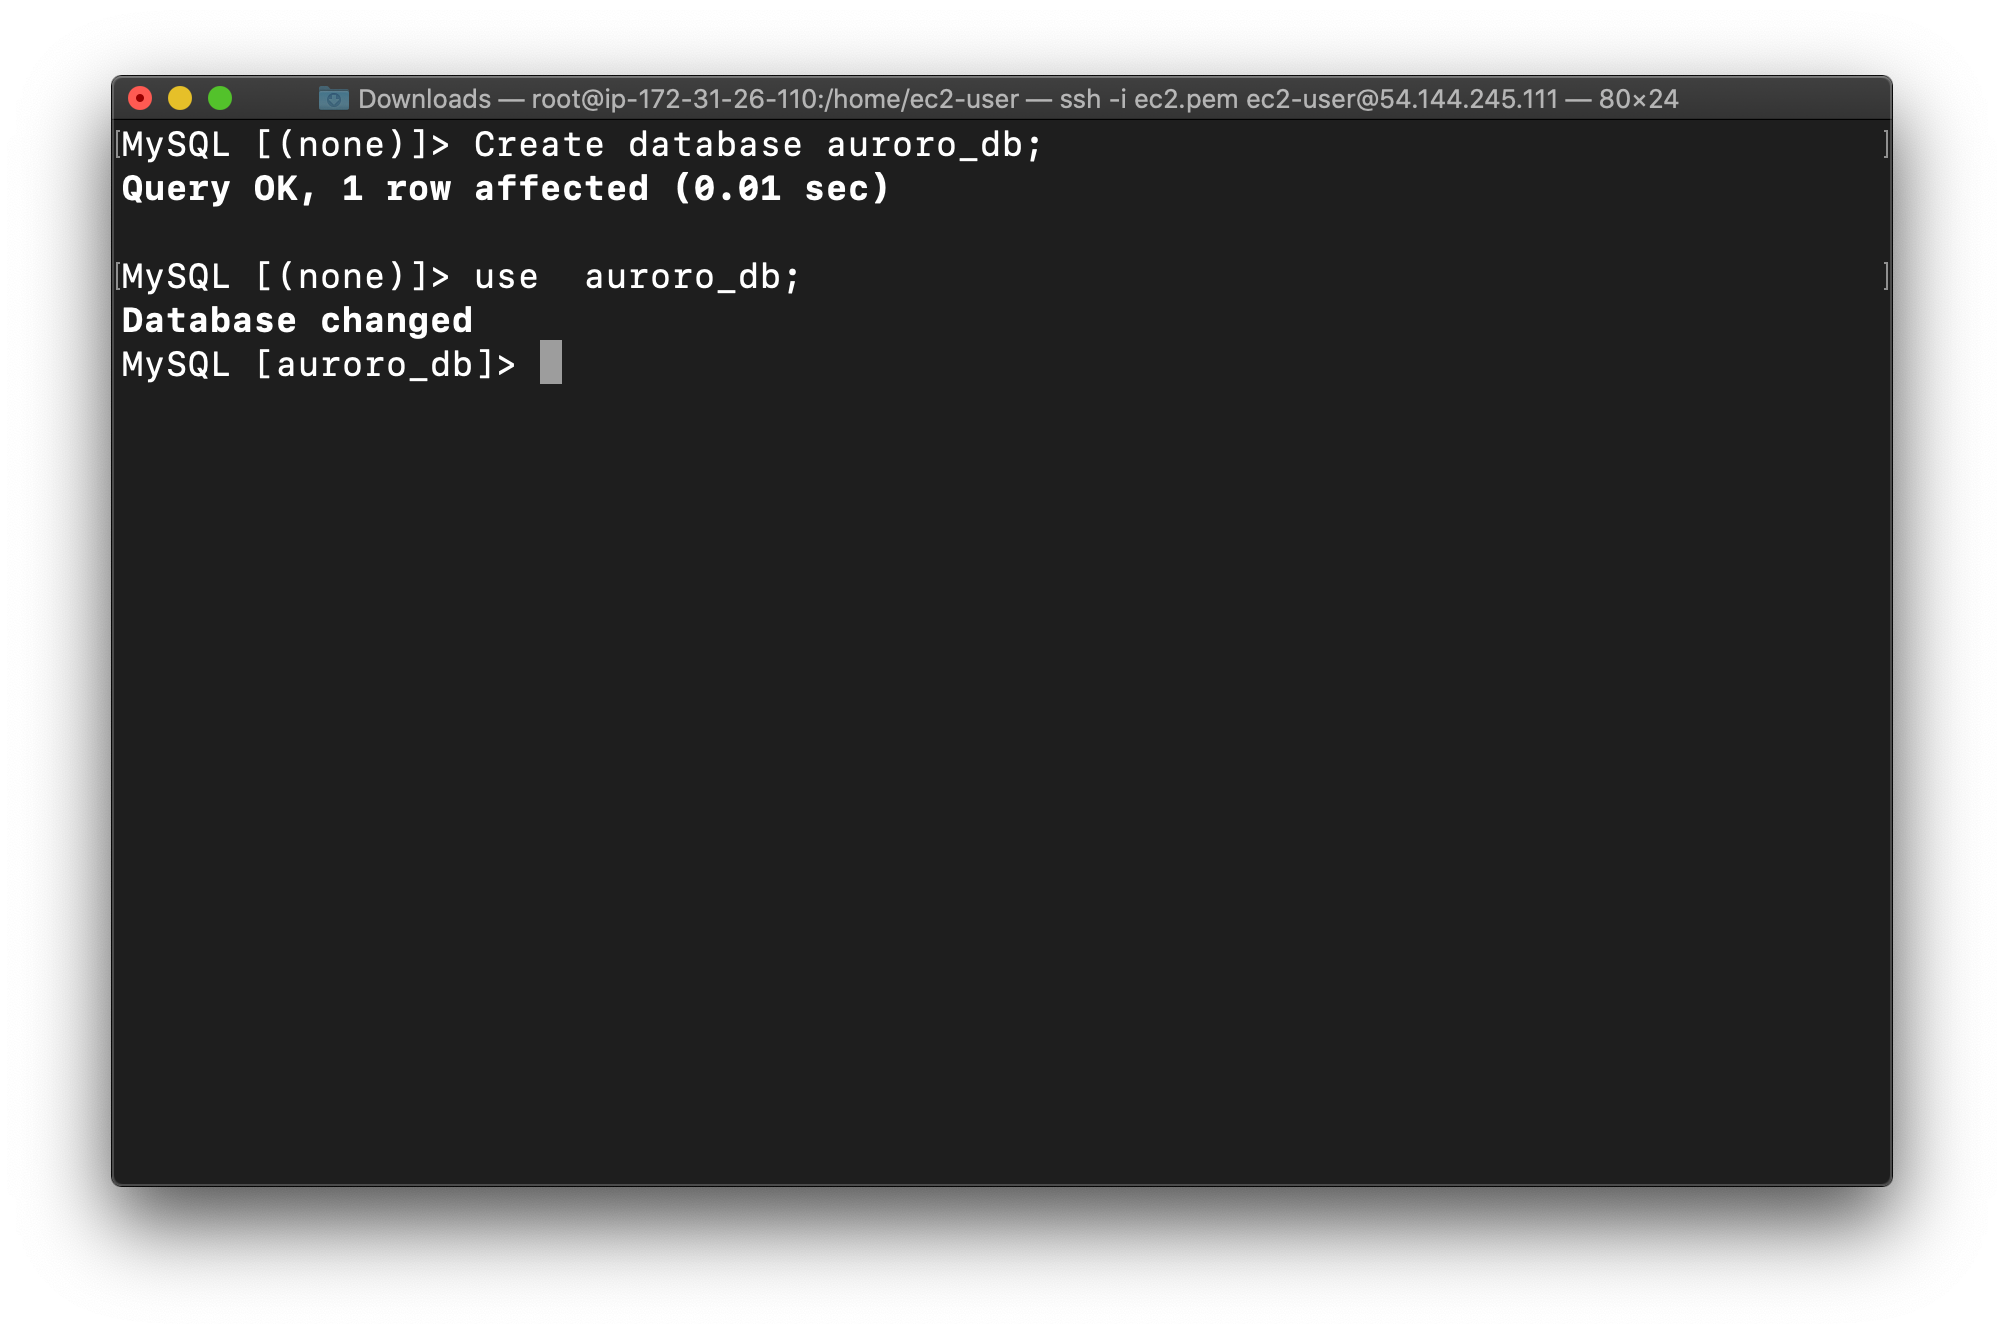 Downloads — root@ip-172-31-26-110:/home/ec2-user — ssh -i ec2.pem ec2-user@54.144.245.111 — 80×24
[MySQL [(none)]> Create database auroro_db; ]
Query OK, 1 row affected (0.01 sec)
[MySQL [(none)]> use  auroro_db; ]
Database changed
MySQL [auroro_db]>